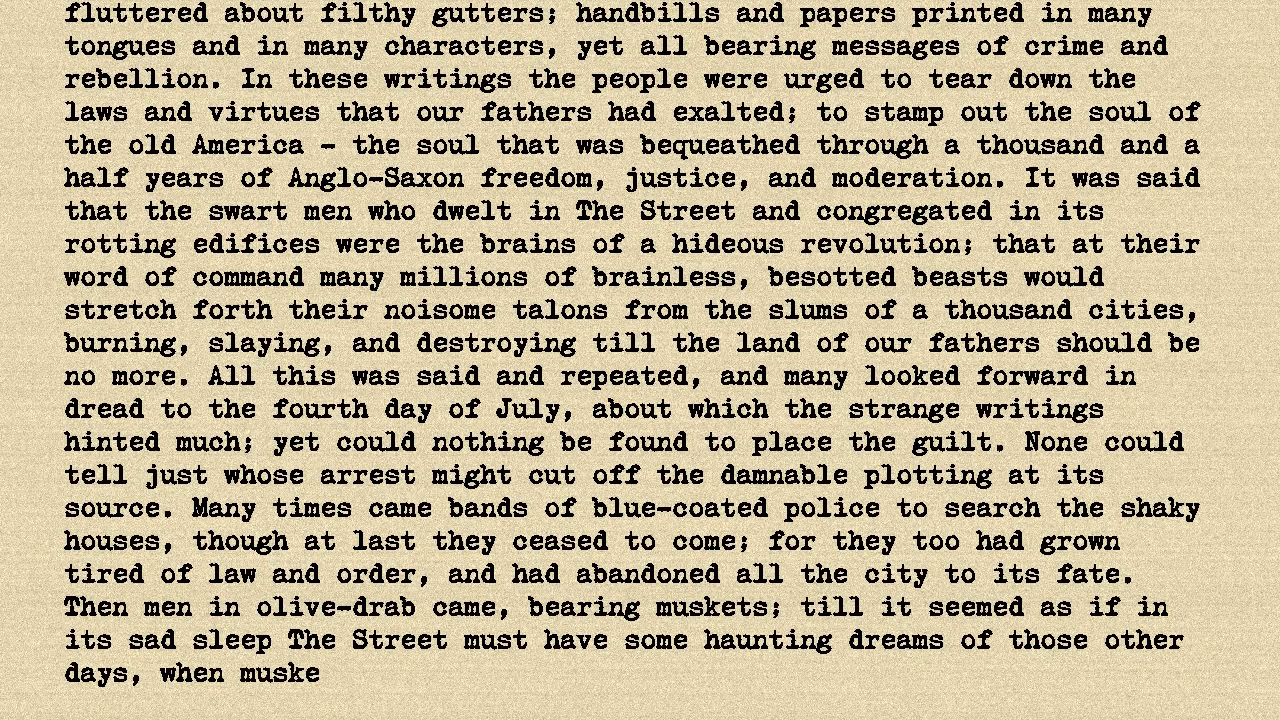 fluttered about filthy gutters; handbills and papers printed in many
tongues and in many characters, yet all bearing messages of crime and
rebellion. In these writings the people were urged to tear down the
laws and virtues that our fathers had exalted; to stamp out the soul of
the old America – the soul that was bequeathed through a thousand and a
half years of Anglo-Saxon freedom, justice, and moderation. It was said
that the swart men who dwelt in The Street and congregated in its
rotting edifices were the brains of a hideous revolution; that at their
word of command many millions of brainless, besotted beasts would
stretch forth their noisome talons from the slums of a thousand cities,
burning, slaying, and destroying till the land of our fathers should be
no more. All this was said and repeated, and many looked forward in
dread to the fourth day of July, about which the strange writings
hinted much; yet could nothing be found to place the guilt. None could
tell just whose arrest might cut off the damnable plotting at its
source. Many times came bands of blue-coated police to search the shaky
houses, though at last they ceased to come; for they too had grown
tired of law and order, and had abandoned all the city to its fate.
Then men in olive-drab came, bearing muskets; till it seemed as if in
its sad sleep The Street must have some haunting dreams of those other
days, when muske